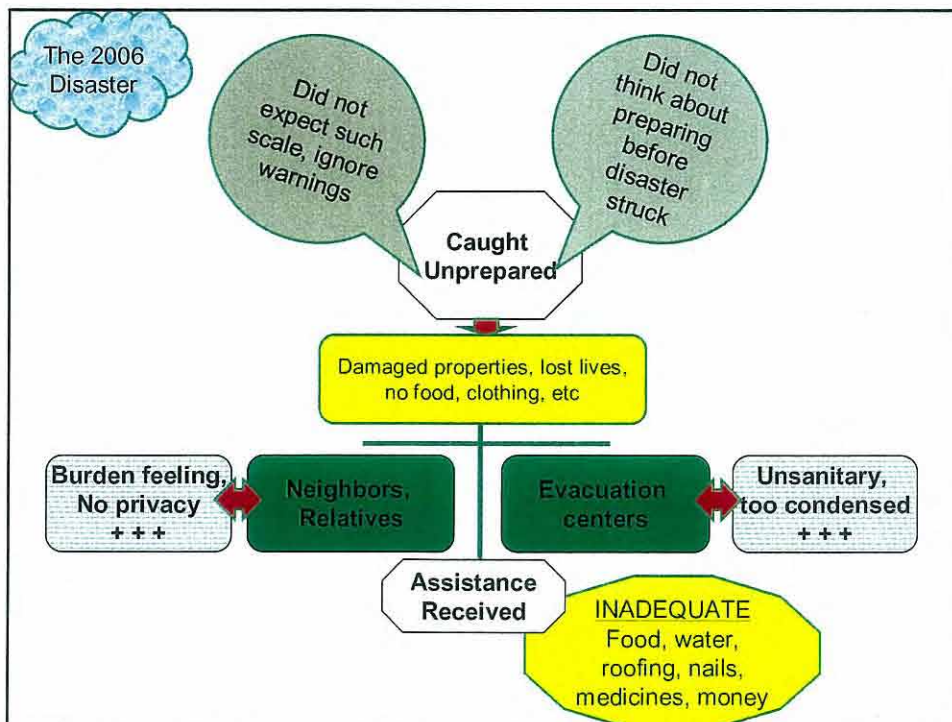 The 2006
Disaster
Did not
expect such
scale, ignore
warnings
Did not
think about
preparing
before
disaster
struck
Caught
Unprepared
Damaged properties, lost lives,
no food, clothing, etc
Burden feeling,
No privacy
+ + +
Neighbors,
Relatives
Evacuation
centers
Unsanitary,
too condensed
+ + +
Assistance
Received
INADEQUATE
Food, water,
roofing, nails,
medicines, money